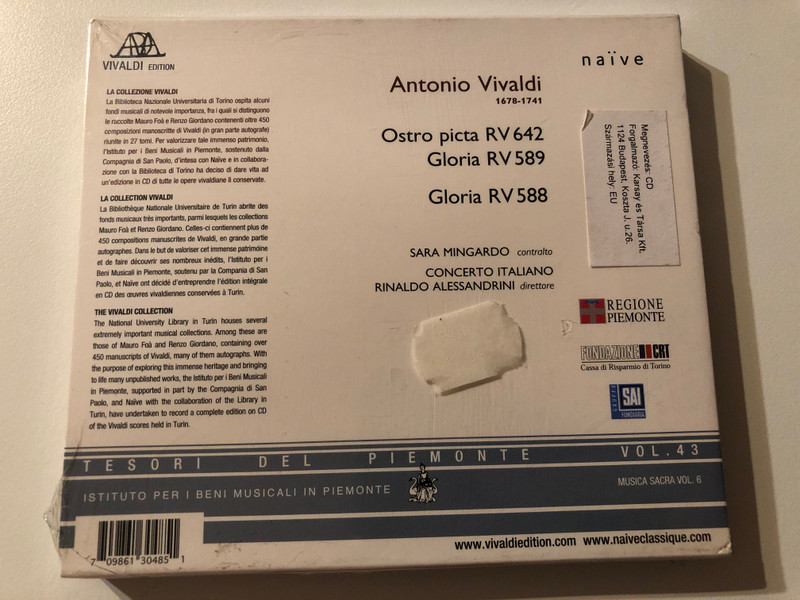 VIVALDI EDITION
LA COLLEZIONE VIVALDI
La Biblioteca Nazionale Universitaria di Torino ospita alcuni
fondi musicali di notevole importanza, fra i quali si distinguono
le raccolte Mauro Foà e Renzo Giordano contenenti oltre 450
composizioni manoscritte di Vivaldi (in gran parte autografe)
riunite in 27 tomi. Per valorizzare tale immenso patrimonio,
l'Istituto per i Beni Musicali in Piemonte, sostenuto dalla
Compagnia di San Paolo, d'intesa con Naïve e in collabora-
zione con la Biblioteca di Torino ha deciso di dare vita ad
un'edizione in CD di tutte le opere vivaldiane lì conservate.
LA COLLECTION VIVALDI
La Bibliothèque Nationale Universitaire de Turin abrite des
fonds musicaux très importants, parmi lesquels les collections
Mauro Foà et Renzo Giordano. Celles-ci contiennent plus de
450 compositions manuscrites de Vivaldi, en grande partie
autographes. Dans le but de valoriser cet immense patrimoine
et de faire découvrir ses nombreux inédits, l'Istituto per i
Beni Musicali in Piemonte, soutenu par la Compania di San
Paolo, et Naïve ont décidé d'entreprendre l'édition intégrale
en CD des œuvres vivaldiennes conservées à Turin.
THE VIVALDI COLLECTION
The National University Library in Turin houses several
extremely important musical collections. Among these are
those of Mauro Foà and Renzo Giordano, containing over
450 manuscripts of Vivaldi, many of them autographs. With
the purpose of exploring this immense heritage and bringing
to life many unpublished works, the Istituto per i Beni Musicali
in Piemonte, supported in part by the Compagnia di San
Paolo, and Naïve with the collaboration of the Library in
Turin, have undertaken to record a complete edition on CD
of the Vivaldi scores held in Turin.
naïve
Antonio Vivaldi
1678-1741
Ostro picta RV 642
Gloria RV 589
Gloria RV 588
SARA MINGARDO contralto
CONCERTO ITALIANO
RINALDO ALESSANDRINI direttore
Megnevezés: CD
Forgalmazó: Karsay és Társa Kft.
1124 Budapest, Koszta J. u.26.
Származási hely: EU
REGIONE
PIEMONTE
FONDAZIONE CRT
Cassa di Risparmio di Torino
GRUPPO
SAI
FONDIARIA
TESORI DEL PIEMONTE VOL. 43
ISTITUTO PER I BENI MUSICALI IN PIEMONTE
MUSICA SACRA VOL. 6
7 09861 30485 1
www.vivaldiedition.com www.naiveclassique.com